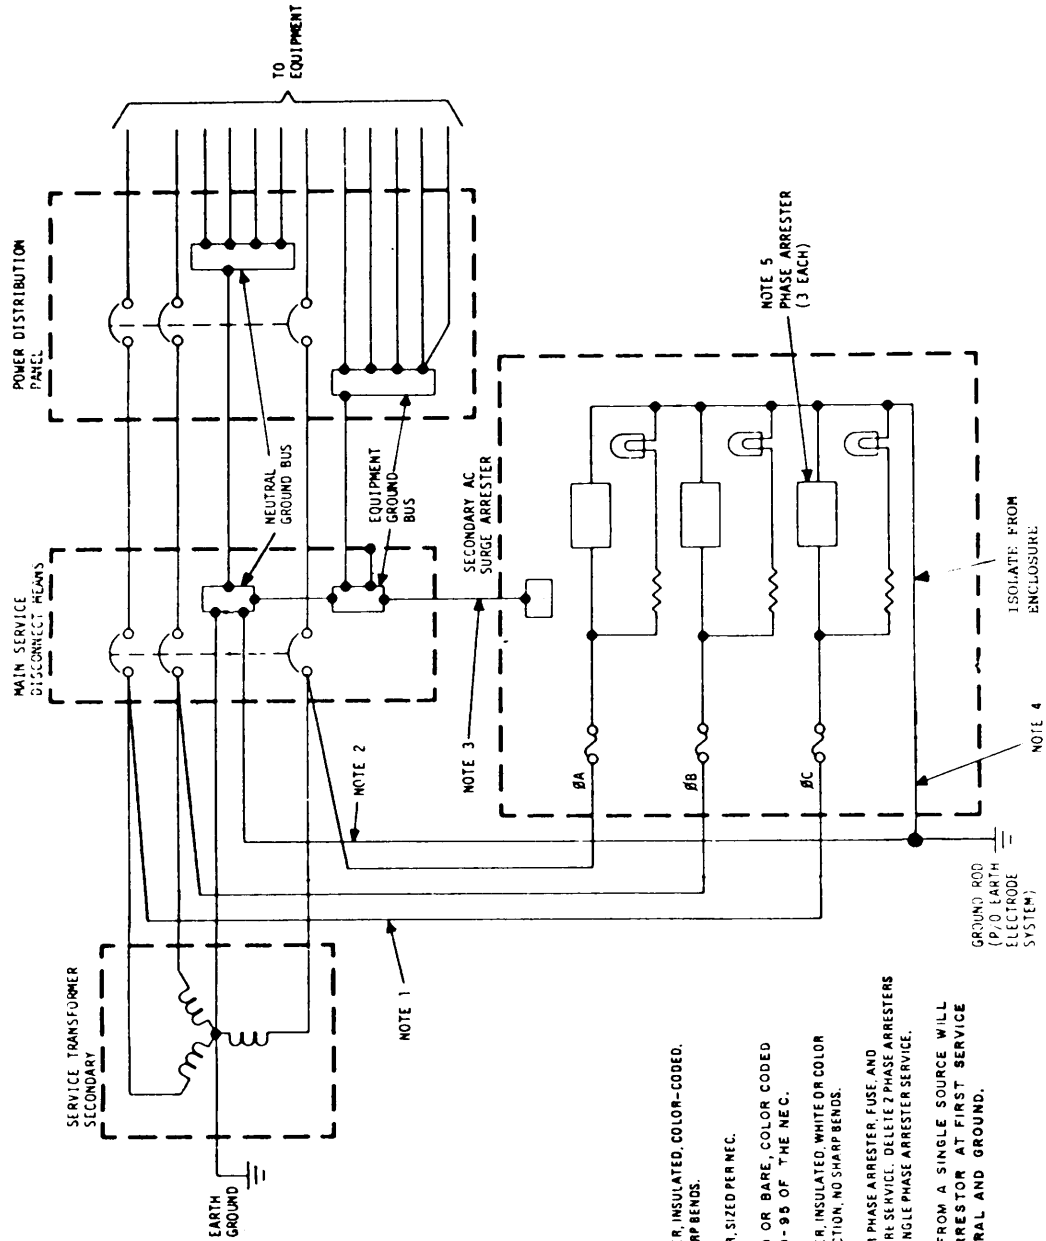 SERVICE TRANSFORMER
SECONDARY
EARTH
GROUND
MAIN SERVICE
DISCONNECT MEANS
POWER DISTRIBUTION
PANEL
TO
EQUIPMENT
NEUTRAL
GROUND BUS
EQUIPMENT
GROUND
BUS
SECONDARY AC
SURGE ARRESTER
NOTE 1
NOTE 2
NOTE 3
NOTE 5
PHASE ARRESTER
(3 EACH)
ØA
ØB
ØC
ISOLATE FROM
ENCLOSURE
NOTE 4
GROUND ROD
(P/O EARTH
ELECTRODE
SYSTEM)
R, INSULATED, COLOR-CODED.
RP BENDS.
R, SIZED PER NEC.
OR BARE, COLOR CODED
-95 OF THE NEC.
R, INSULATED, WHITE OR COLOR
CTION, NO SHARP BENDS.
PHASE ARRESTER, FUSE, AND
RE SERVICE. DELETE 2 PHASE ARRESTERS
NGLE PHASE ARRESTER SERVICE.
FROM A SINGLE SOURCE WILL
RRESTOR AT FIRST SERVICE
RAL AND GROUND.